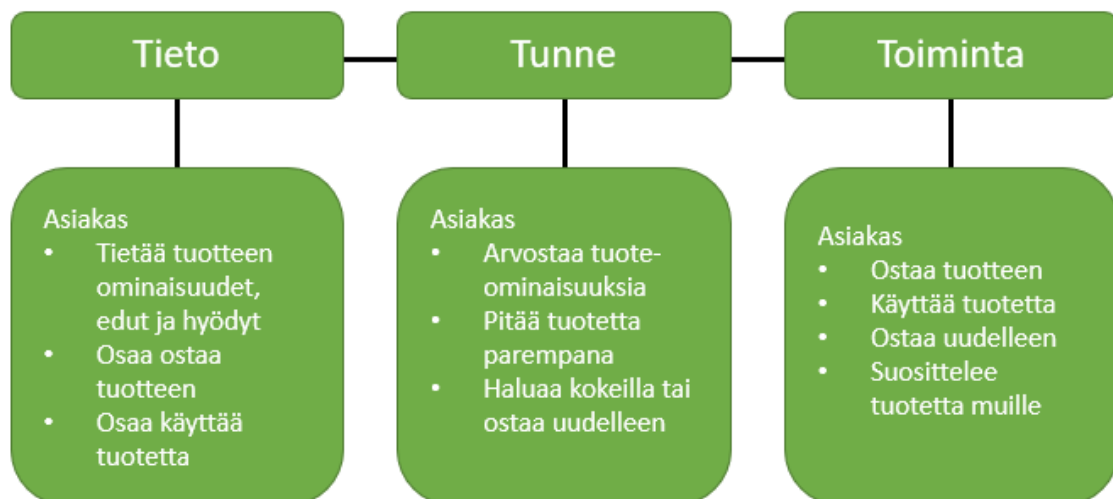 Tieto
Tunne
Toiminta
Asiakas
• Tietää tuotteen
ominaisuudet,
edut ja hyödyt
• Osaa ostaa
tuotteen
• Osaa käyttää
tuotetta
Asiakas
• Arvostaa tuote-
ominaisuuksia
• Pitää tuotetta
parempana
• Haluaa kokeilla tai
ostaa uudelleen
Asiakas
• Ostaa tuotteen
• Käyttää tuotetta
• Ostaa uudelleen
• Suosittelee
tuotetta muille